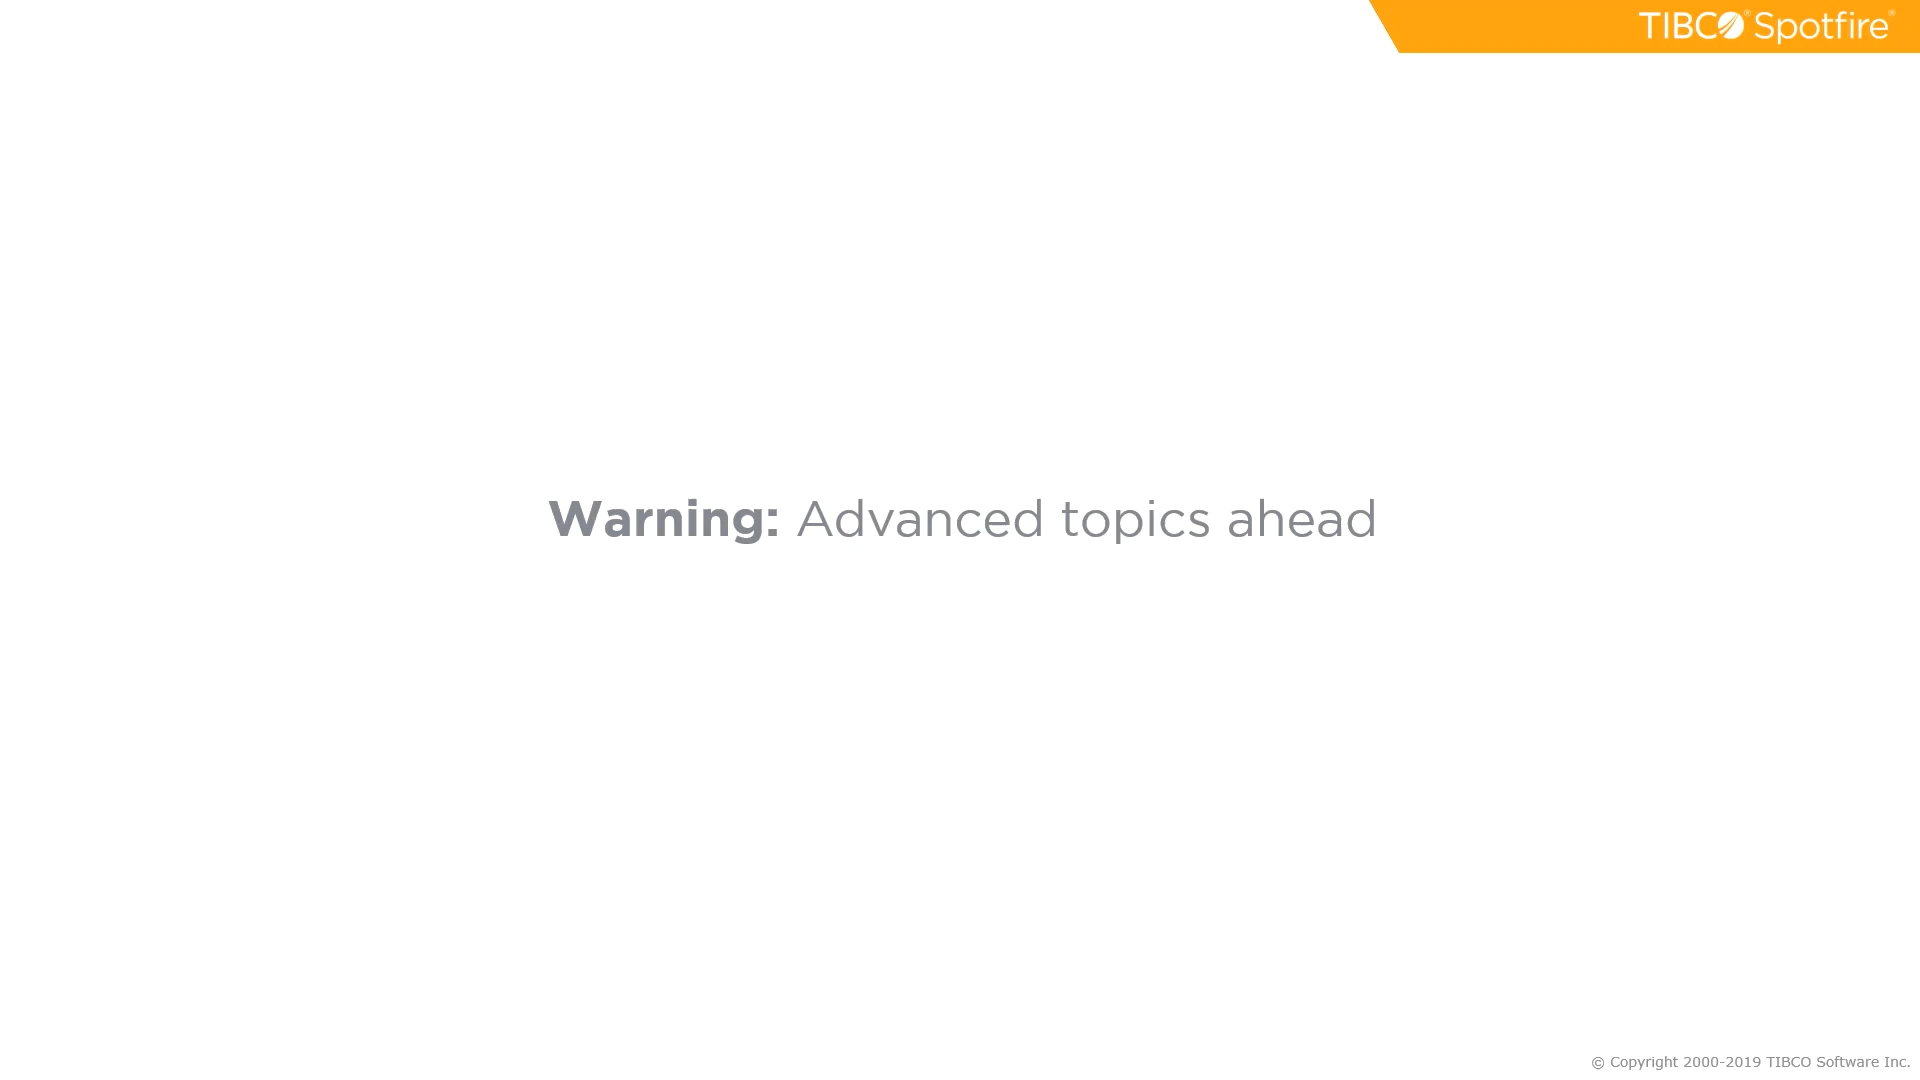 TIBCO® Spotfire®
Warning: Advanced topics ahead
© Copyright 2000-2019 TIBCO Software Inc.